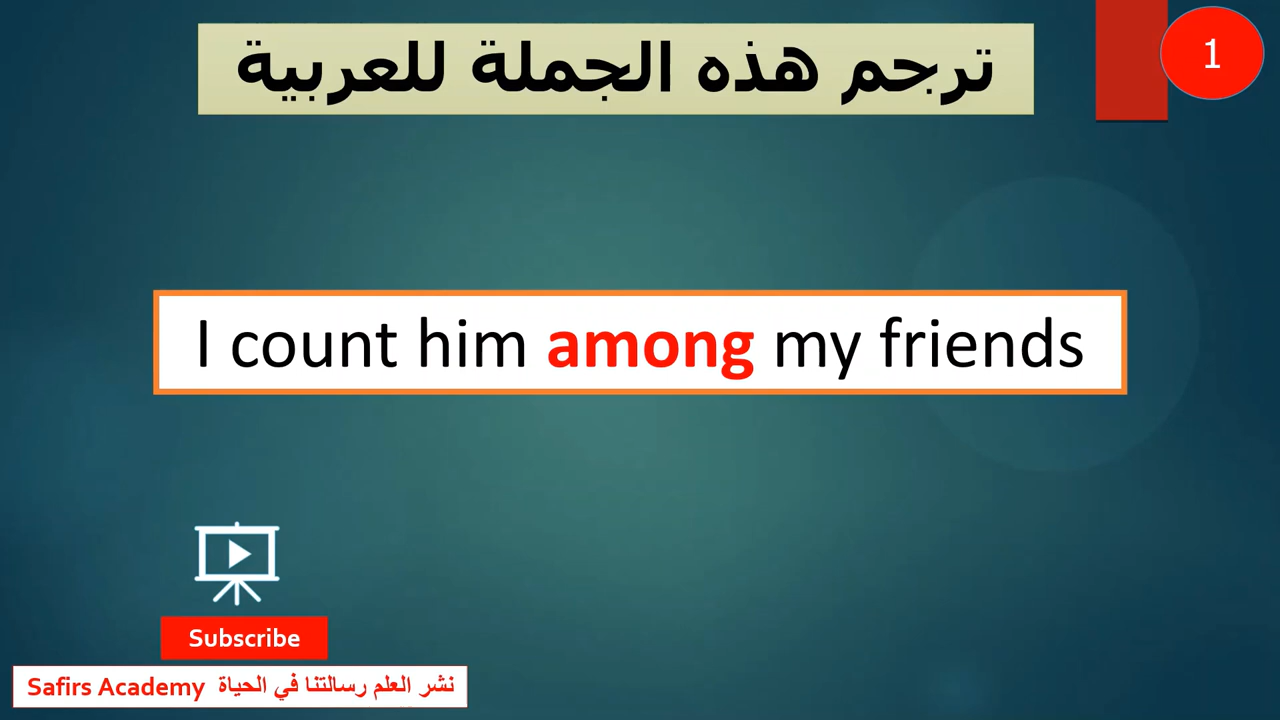 ترجم هذه الجملة للعربية
1
I count him among my friends
Subscribe
Safirs Academy نشر العلم رسالتنا في الحياة